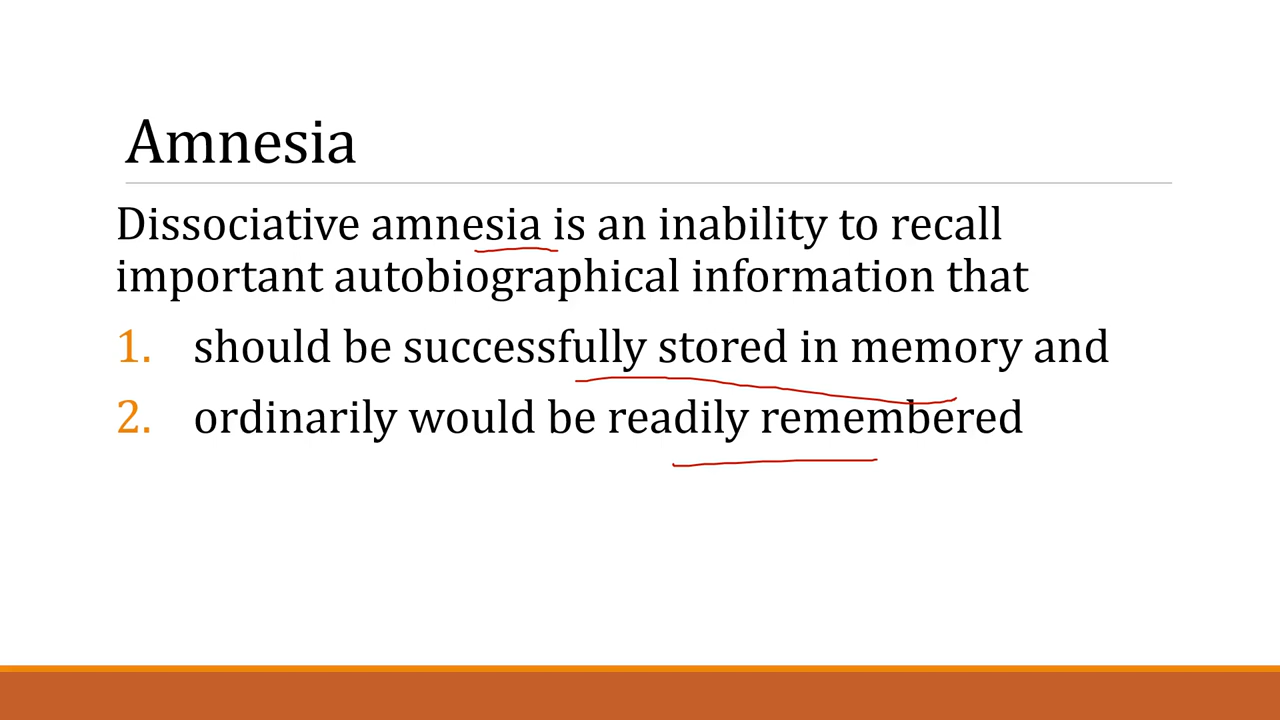 Amnesia
Dissociative amnesia is an inability to recall
important autobiographical information that
1. should be successfully stored in memory and
2. ordinarily would be readily remembered